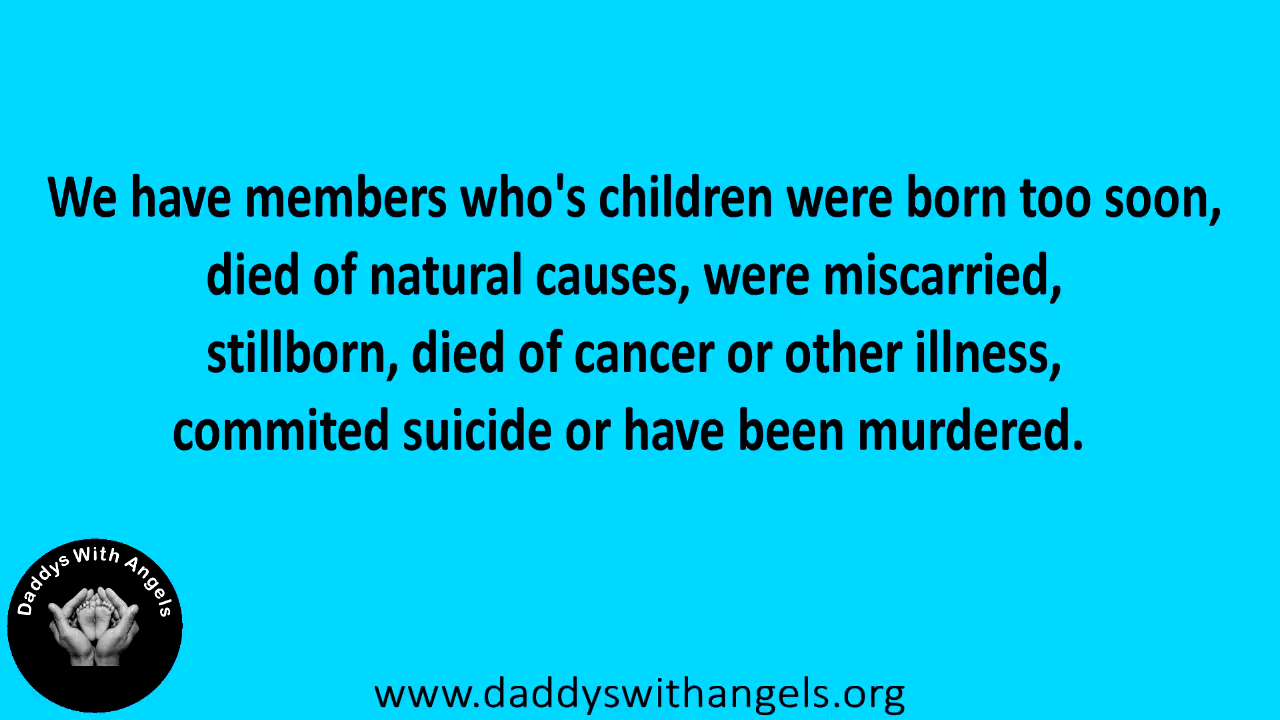 We have members who's children were born too soon,
died of natural causes, were miscarried,
stillborn, died of cancer or other illness,
commited suicide or have been murdered.
Daddys With Angels
www.daddyswithangels.org